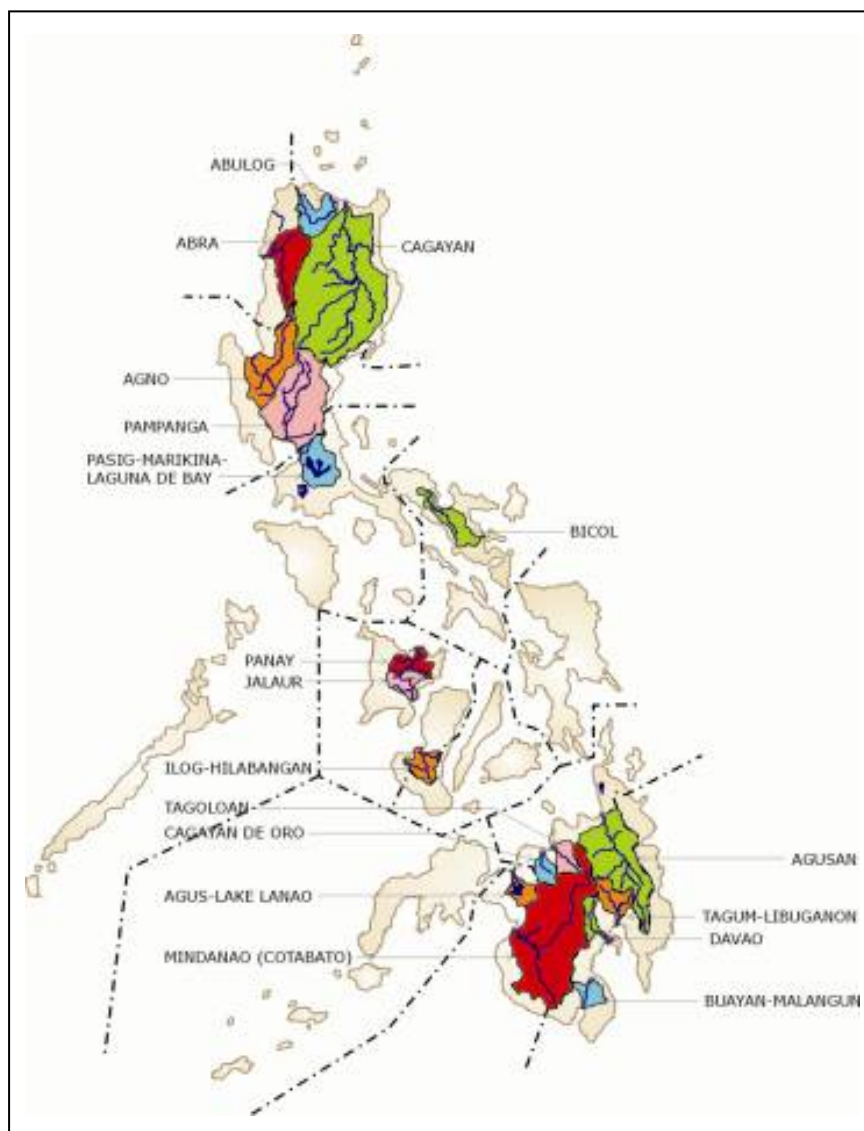 ABULOG
ABRA
CAGAYAN
AGNO
PAMPANGA
PASIG-MARIKINA-
LAGUNA DE BAY
BICOL
PANAY
JALAUR
ILOG-HILABANGAN
TAGOLOAN
CAGAYAN DE ORO
AGUSAN
AGUS-LAKE LANAO
TAGUM-LIBUGANON
DAVAO
MINDANAO (COTABATO)
BUAYAN-MALANGUN